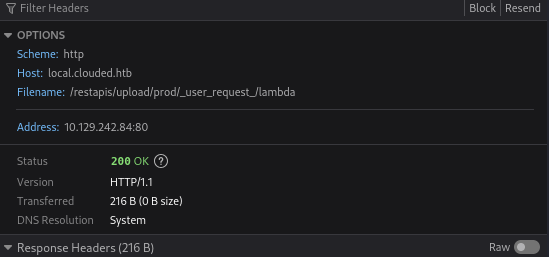 Filter Headers Block Resend
OPTIONS
Scheme: http
Host: local.clouded.htb
Filename: /restapis/upload/prod/_user_request_/lambda
Address: 10.129.242.84:80
Status 200 OK ?
Version HTTP/1.1
Transferred 216 B (0 B size)
DNS Resolution System
Response Headers (216 B) Raw